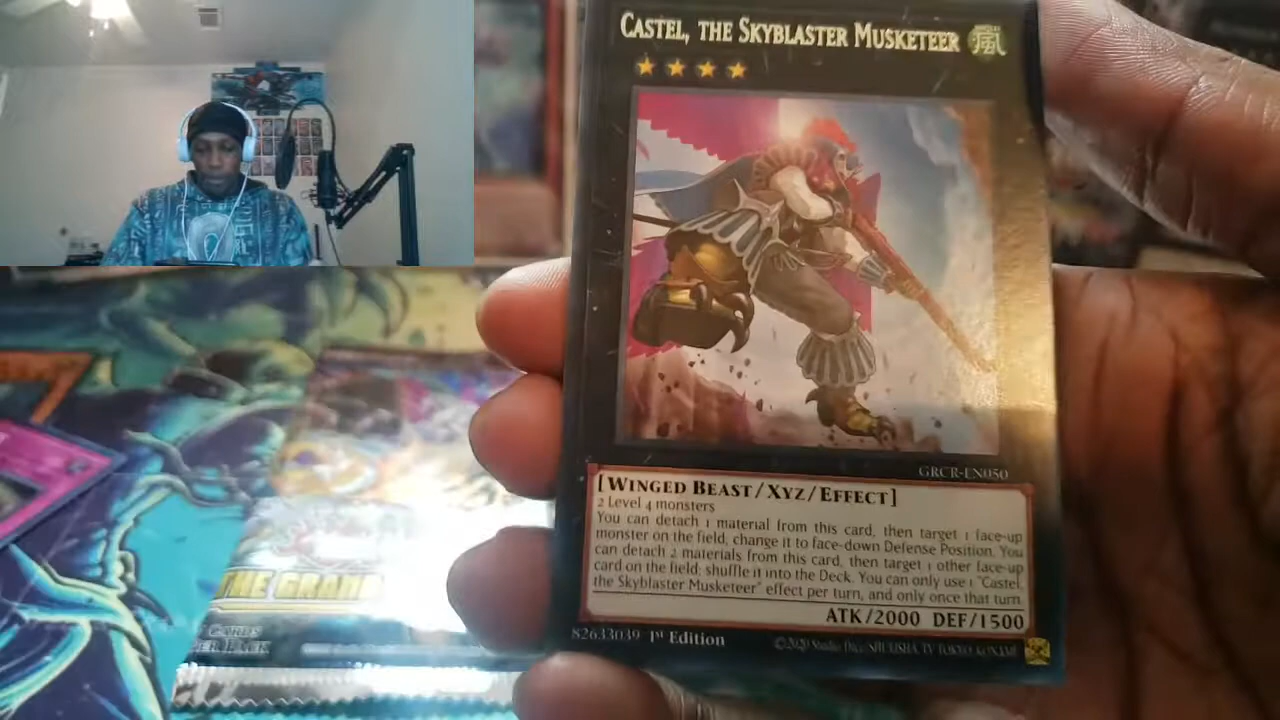 CASTEL, THE SKYBLASTER MUSKETEER 風
GRCR-EN050
[WINGED BEAST/XYZ/EFFECT]
2 Level 4 monsters
You can detach 1 material from this card, then target 1 face-up
monster on the field, change it to face-down Defense Position. You
can detach 2 materials from this card, then target 1 other face-up
card on the field; shuffle it into the Deck. You can only use 1 "Castel,
the Skyblaster Musketeer" effect per turn, and only once that turn.
ATK/2000 DEF/1500
82633039 1st Edition ©2020 Studio Dice/SHUEISHA, TV TOKYO, KONAMI
THE GRAND
CARDS